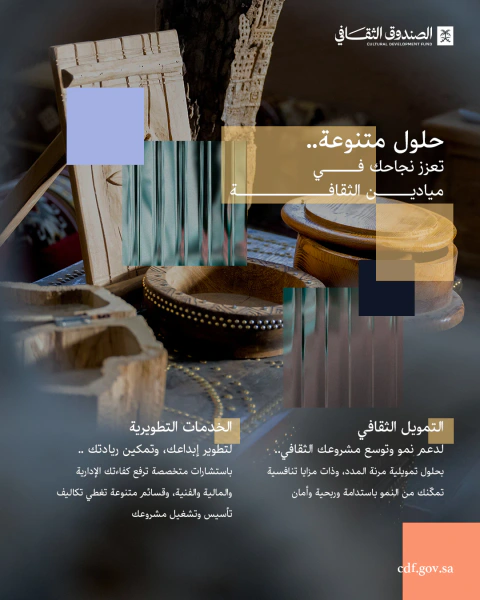 الصندوق الثقافي
CULTURAL DEVELOPMENT FUND
حلول متنوعة..
تعزز نجاحك في
ميادين الثقافة
التمويل الثقافي
لدعم نمو وتوسع مشروعك الثقافي..
بحلول تمويلية مرنة المدد، وذات مزايا تنافسية
تمكّنك من النمو باستدامة وربحية وأمان
الخدمات التطويرية
لتطوير إبداعك، وتمكين ريادتك ..
باستشارات متخصصة ترفع كفاءتك الإدارية
والمالية والفنية، وقسائم متنوعة تغطي تكاليف
تأسيس وتشغيل مشروعك
cdf.gov.sa